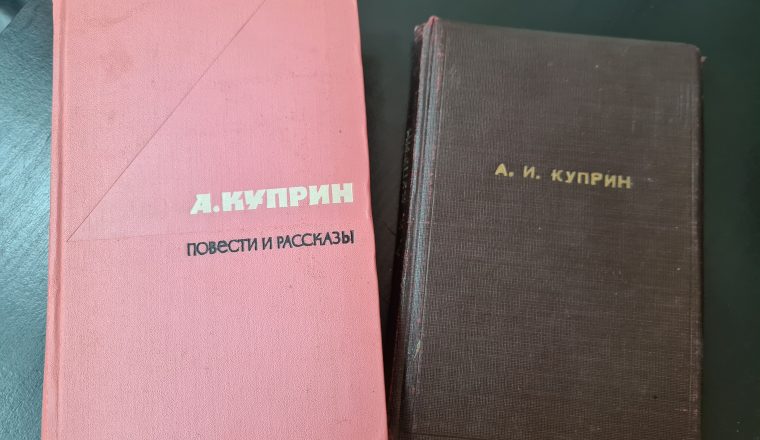 А.КУПРИН
ПОВЕСТИ И РАССКАЗЫ
А. И. КУПРИН